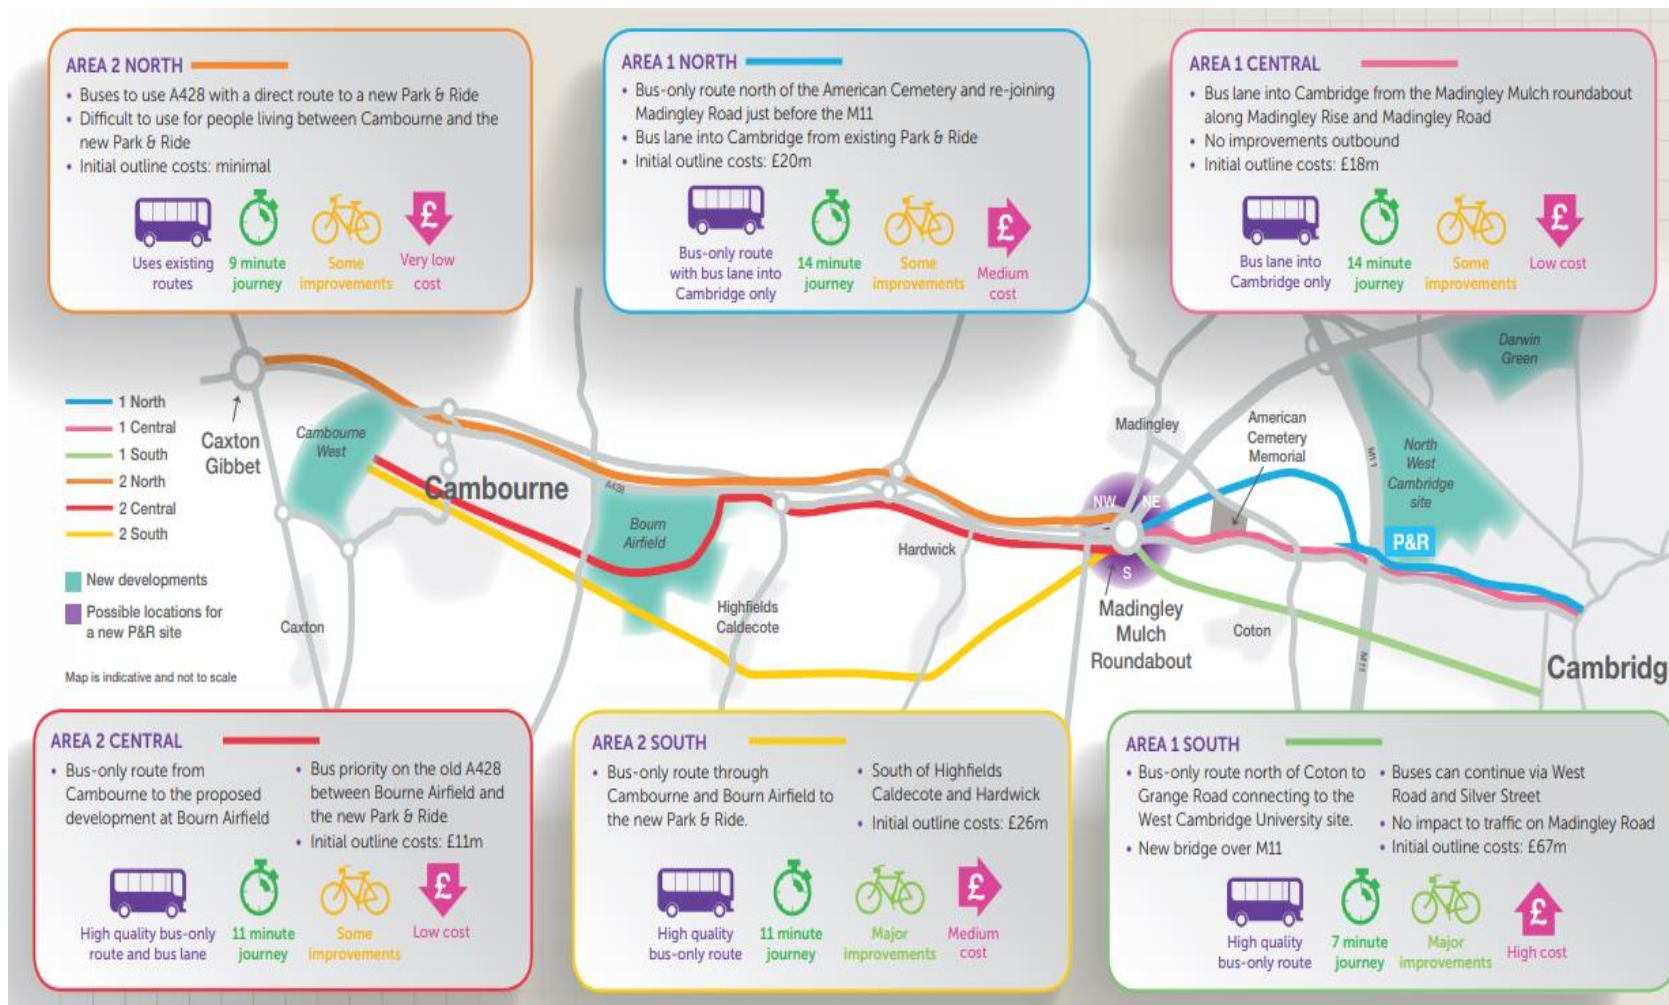 AREA 2 NORTH
• Buses to use A428 with a direct route to a new Park & Ride
• Difficult to use for people living between Cambourne and the
new Park & Ride
• Initial outline costs: minimal
Uses existing
routes
9 minute
journey
Some
improvements
Very low
cost
AREA 1 NORTH
• Bus-only route north of the American Cemetery and re-joining
Madingley Road just before the M11
• Bus lane into Cambridge from existing Park & Ride
• Initial outline costs: £20m
Bus-only route
with bus lane into
Cambridge only
14 minute
journey
Some
improvements
£
Medium
cost
AREA 1 CENTRAL
• Bus lane into Cambridge from the Madingley Mulch roundabout
along Madingley Rise and Madingley Road
• No improvements outbound
• Initial outline costs: £18m
Bus lane into
Cambridge only
14 minute
journey
Some
improvements
£
Low cost
1 North
1 Central
1 South
2 North
2 Central
2 South
New developments
Possible locations for
a new P&R site
Map is indicative and not to scale
Caxton
Gibbet
Cambourne
West
Cambourne
Caxton
A428
Bourn
Airfield
Highfields
Caldecote
Hardwick
Madingley
NW
NE
S
Madingley
Mulch
Roundabout
American
Cemetery
Memorial
Coton
M11
M11
North
West
Cambridge
site
P&R
Darwin
Green
Cambridg
AREA 2 CENTRAL
• Bus-only route from
Cambourne to the proposed
development at Bourn Airfield
• Bus priority on the old A428
between Bourne Airfield and
the new Park & Ride
• Initial outline costs: £11m
High quality bus-only
route and bus lane
11 minute
journey
Some
improvements
£
Low cost
AREA 2 SOUTH
• Bus-only route through
Cambourne and Bourn Airfield to
the new Park & Ride.
• South of Highfields
Caldecote and Hardwick
• Initial outline costs: £26m
High quality
bus-only route
11 minute
journey
Major
improvements
£
Medium
cost
AREA 1 SOUTH
• Bus-only route north of Coton to
Grange Road connecting to the
West Cambridge University site.
• New bridge over M11
• Buses can continue via West
Road and Silver Street
• No impact to traffic on Madingley Road
• Initial outline costs: £67m
High quality
bus-only route
7 minute
journey
Major
improvements
£
High cost